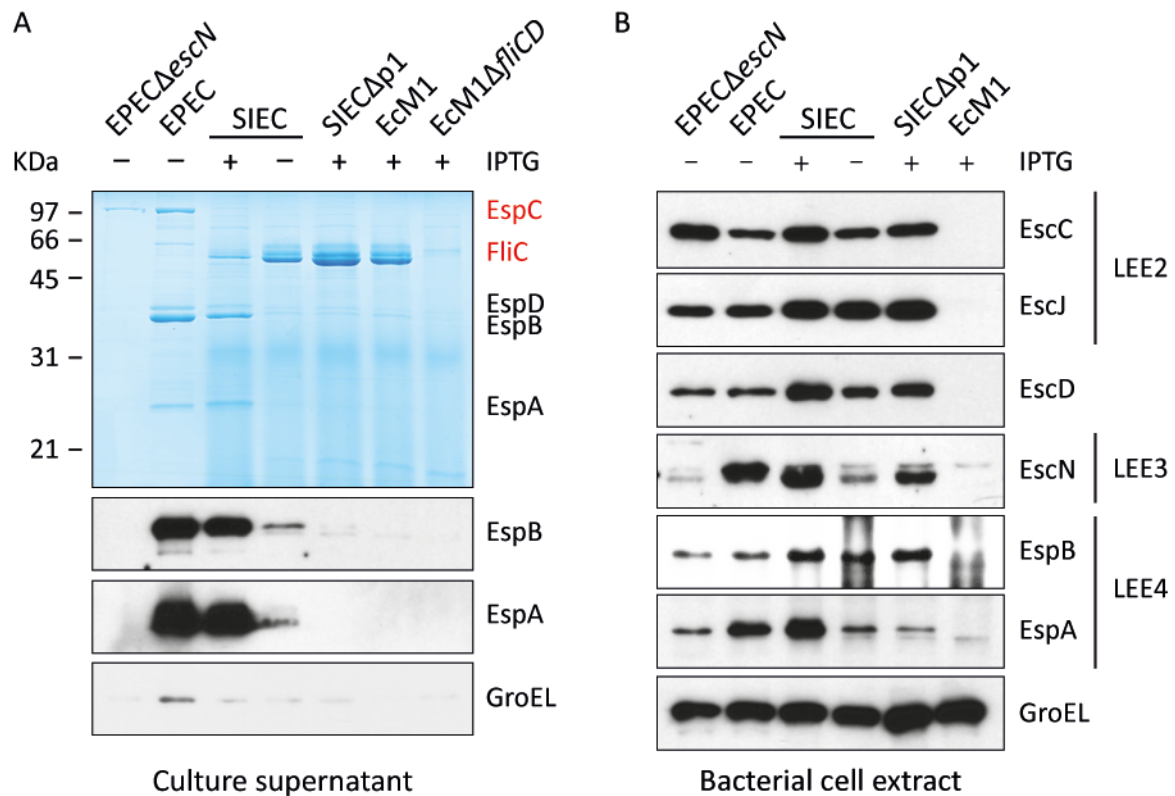 A
EPECΔescN
EPEC
SIEC
SIECΔp1
EcM1
EcM1ΔfliCD
KDa
– – + – + + +
IPTG
97 –
66 –
45 –
31 –
21 –
EspC
FliC
EspD
EspB
EspA
EspB
EspA
GroEL
Culture supernatant
B
EPECΔescN
EPEC
SIEC
SIECΔp1
EcM1
– – + – + +
IPTG
EscC
EscJ
LEE2
EscD
EscN
LEE3
EspB
EspA
LEE4
GroEL
Bacterial cell extract